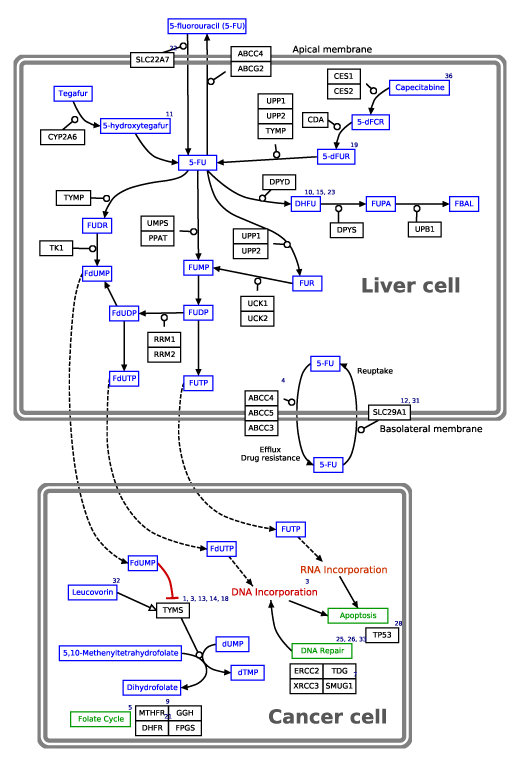 5-fluorouracil (5-FU)
22
SLC22A7
ABCC4
ABCG2
Apical membrane
Tegafur
CYP2A6
11
5-hydroxytegafur
UPP1
UPP2
TYMP
CES1
CES2
36
Capecitabine
CDA
5-dFCR
19
5-dFUR
5-FU
DPYD
10, 15, 23
DHFU
FUPA
FBAL
DPYS
UPB1
TYMP
FUDR
UMPS
PPAT
UPP1
UPP2
TK1
FdUMP
FUMP
FUR
Liver cell
UCK1
UCK2
FdUDP
FUDP
RRM1
RRM2
FdUTP
FUTP
5-FU
Reuptake
4
ABCC4
ABCC5
ABCC3
12, 31
SLC29A1
Basolateral membrane
Efflux
Drug resistance
5-FU
FUTP
FdUTP
FdUMP
RNA Incorporation
3
DNA Incorporation
32
Leucovorin
1, 3, 13, 14, 18
TYMS
Apoptosis
28
TP53
25, 26, 33
DNA Repair
dUMP
5,10-Methenyltetrahydrofolate
dTMP
Dihydrofolate
ERCC2
TDG
XRCC3
SMUG1
5
Folate Cycle
9
MTHFR
GGH
21
DHFR
FPGS
Cancer cell